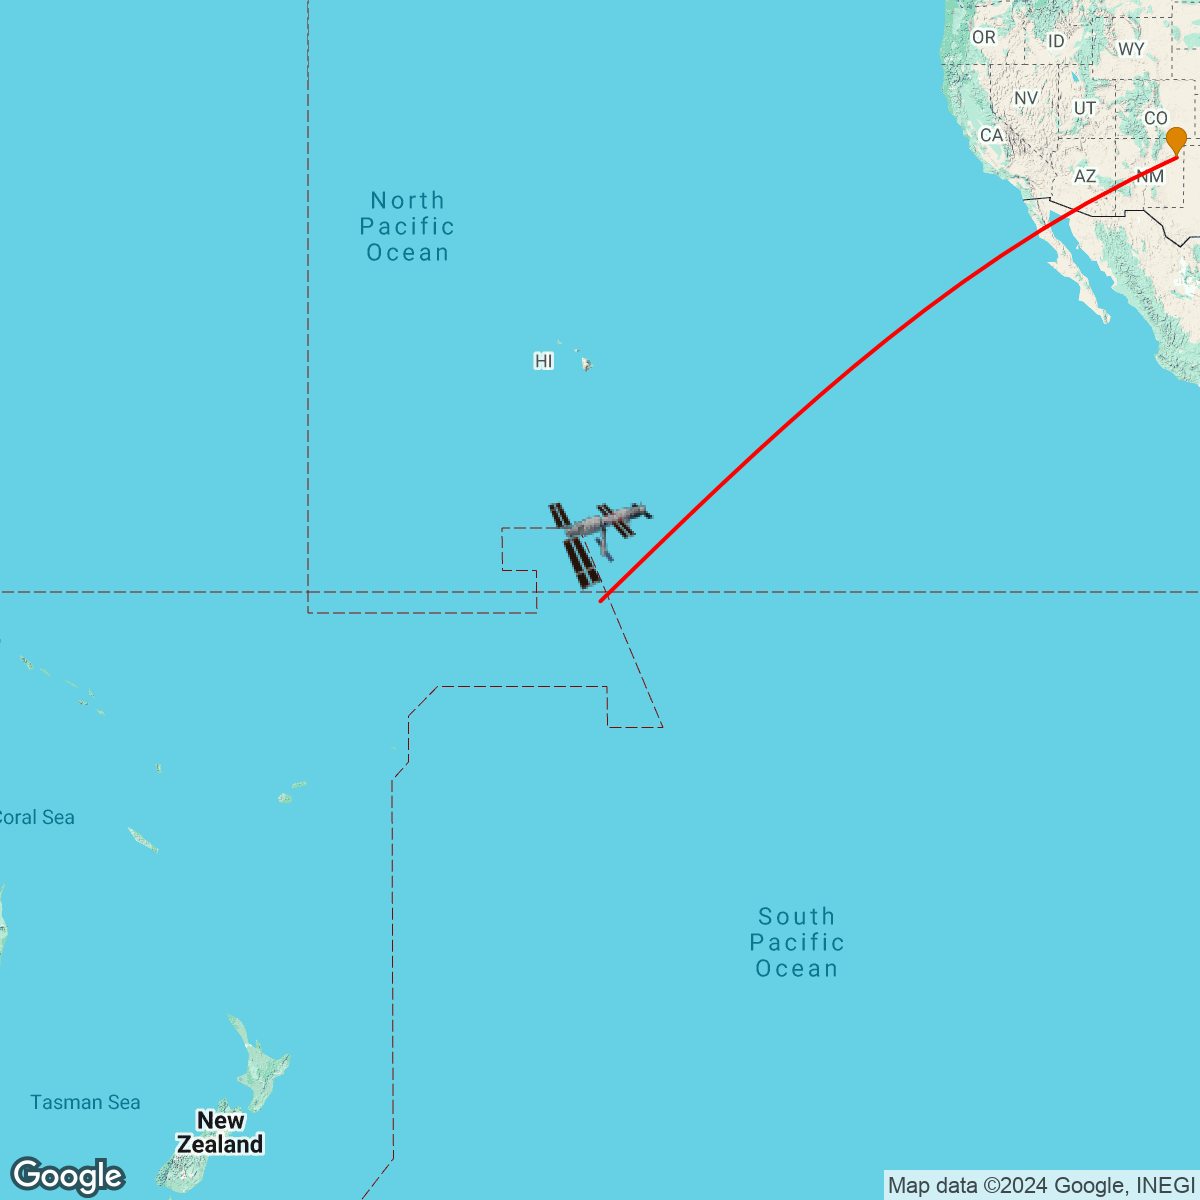 OR
ID
WY
NV
UT
CO
CA
AZ
NM
North
Pacific
Ocean
HI
Coral Sea
South
Pacific
Ocean
Tasman Sea
New
Zealand
Google
Map data ©2024 Google, INEGI